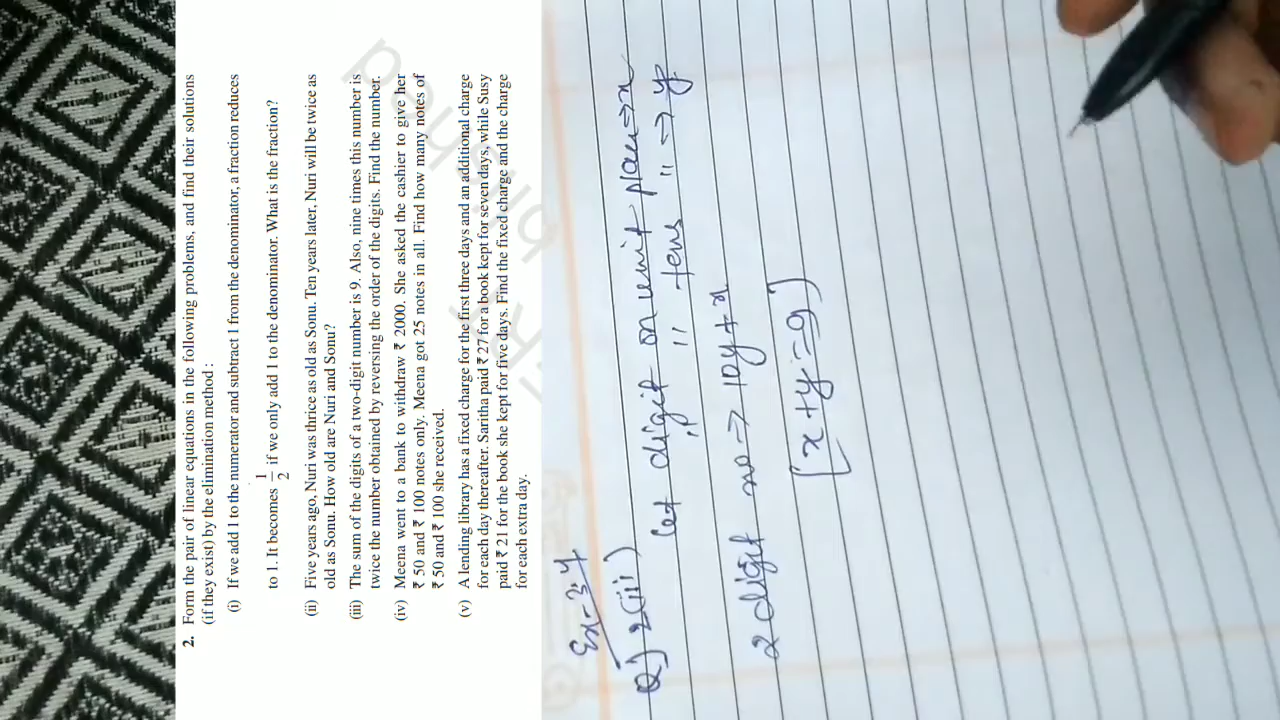 2. Form the pair of linear equations in the following problems, and find their solutions
(if they exist) by the elimination method :
(i) If we add 1 to the numerator and subtract 1 from the denominator, a fraction reduces
to 1. It becomes 1/2 if we only add 1 to the denominator. What is the fraction?
(ii) Five years ago, Nuri was thrice as old as Sonu. Ten years later, Nuri will be twice as
old as Sonu. How old are Nuri and Sonu?
(iii) The sum of the digits of a two-digit number is 9. Also, nine times this number is
twice the number obtained by reversing the order of the digits. Find the number.
(iv) Meena went to a bank to withdraw ₹ 2000. She asked the cashier to give her
₹ 50 and ₹ 100 notes only. Meena got 25 notes in all. Find how many notes of
₹ 50 and ₹ 100 she received.
(v) A lending library has a fixed charge for the first three days and an additional charge
for each day thereafter. Saritha paid ₹ 27 for a book kept for seven days, while Susy
paid ₹ 21 for the book she kept for five days. Find the fixed charge and the charge
for each extra day.
Ex-3.4
Q) 2(iii)
Let digit on unit place => x
" " " tens " => y
2 digit no => 10y + x
[x + y = 9]